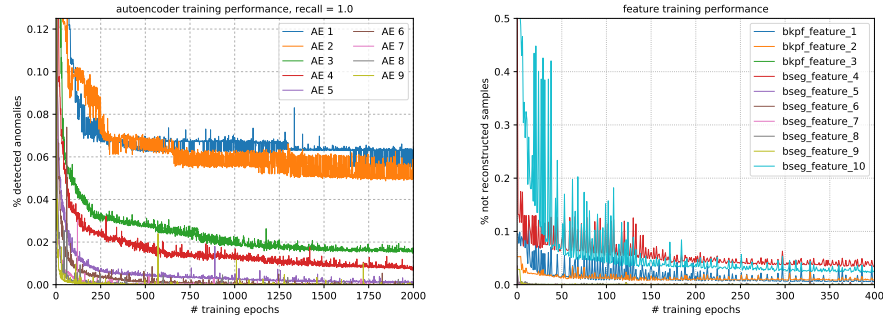 autoencoder training performance, recall = 1.0
% detected anomalies
0.12
0.10
0.08
0.06
0.04
0.02
0.00
AE 1
AE 2
AE 3
AE 4
AE 5
AE 6
AE 7
AE 8
AE 9
0 250 500 750 1000 1250 1500 1750 2000
# training epochs
feature training performance
% not reconstructed samples
0.5
0.4
0.3
0.2
0.1
0.0
bkpf_feature_1
bkpf_feature_2
bkpf_feature_3
bseg_feature_4
bseg_feature_5
bseg_feature_6
bseg_feature_7
bseg_feature_8
bseg_feature_9
bseg_feature_10
0 50 100 150 200 250 300 350 400
# training epochs